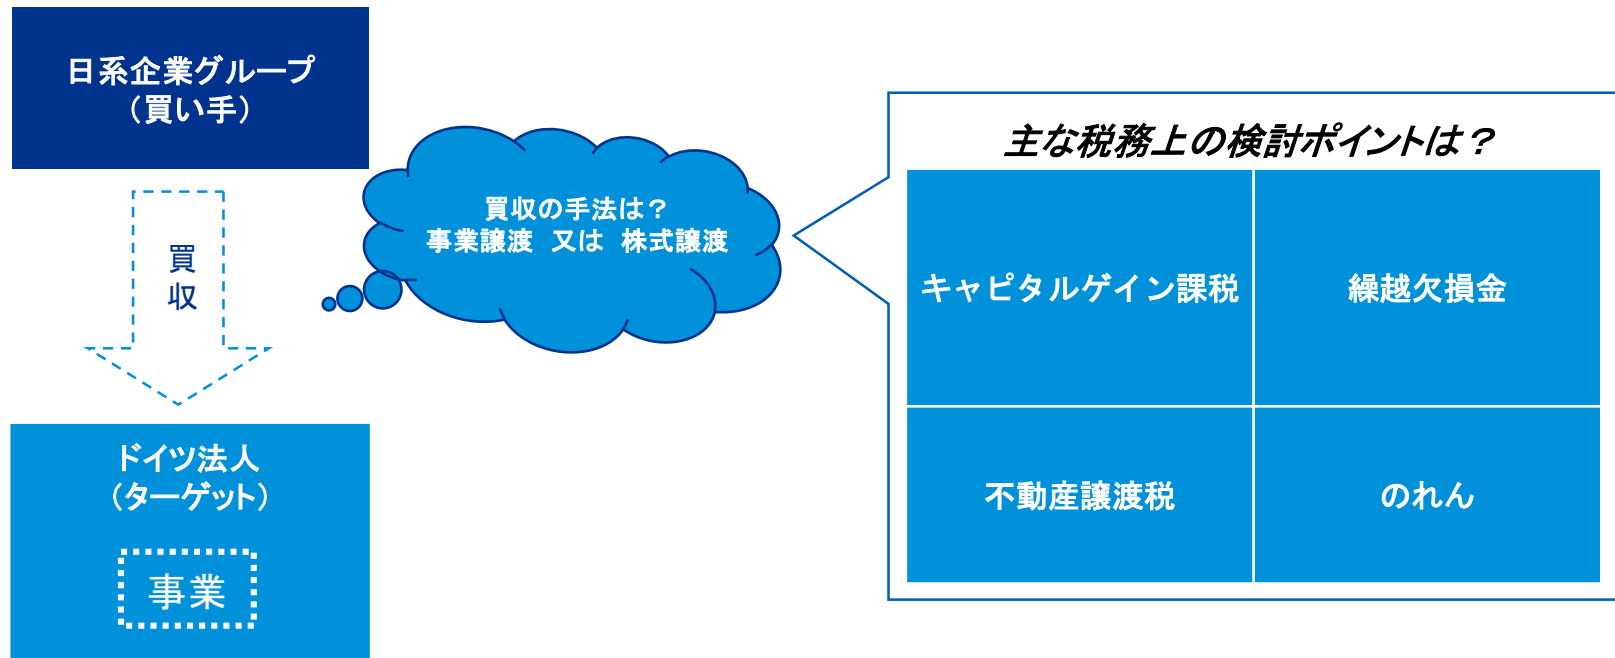 日系企業グループ
（買い手）
買
収
ドイツ法人
（ターゲット）
事業
買収の手法は？
事業譲渡　又は　株式譲渡
主な税務上の検討ポイントは？
キャピタルゲイン課税
繰越欠損金
不動産譲渡税
のれん